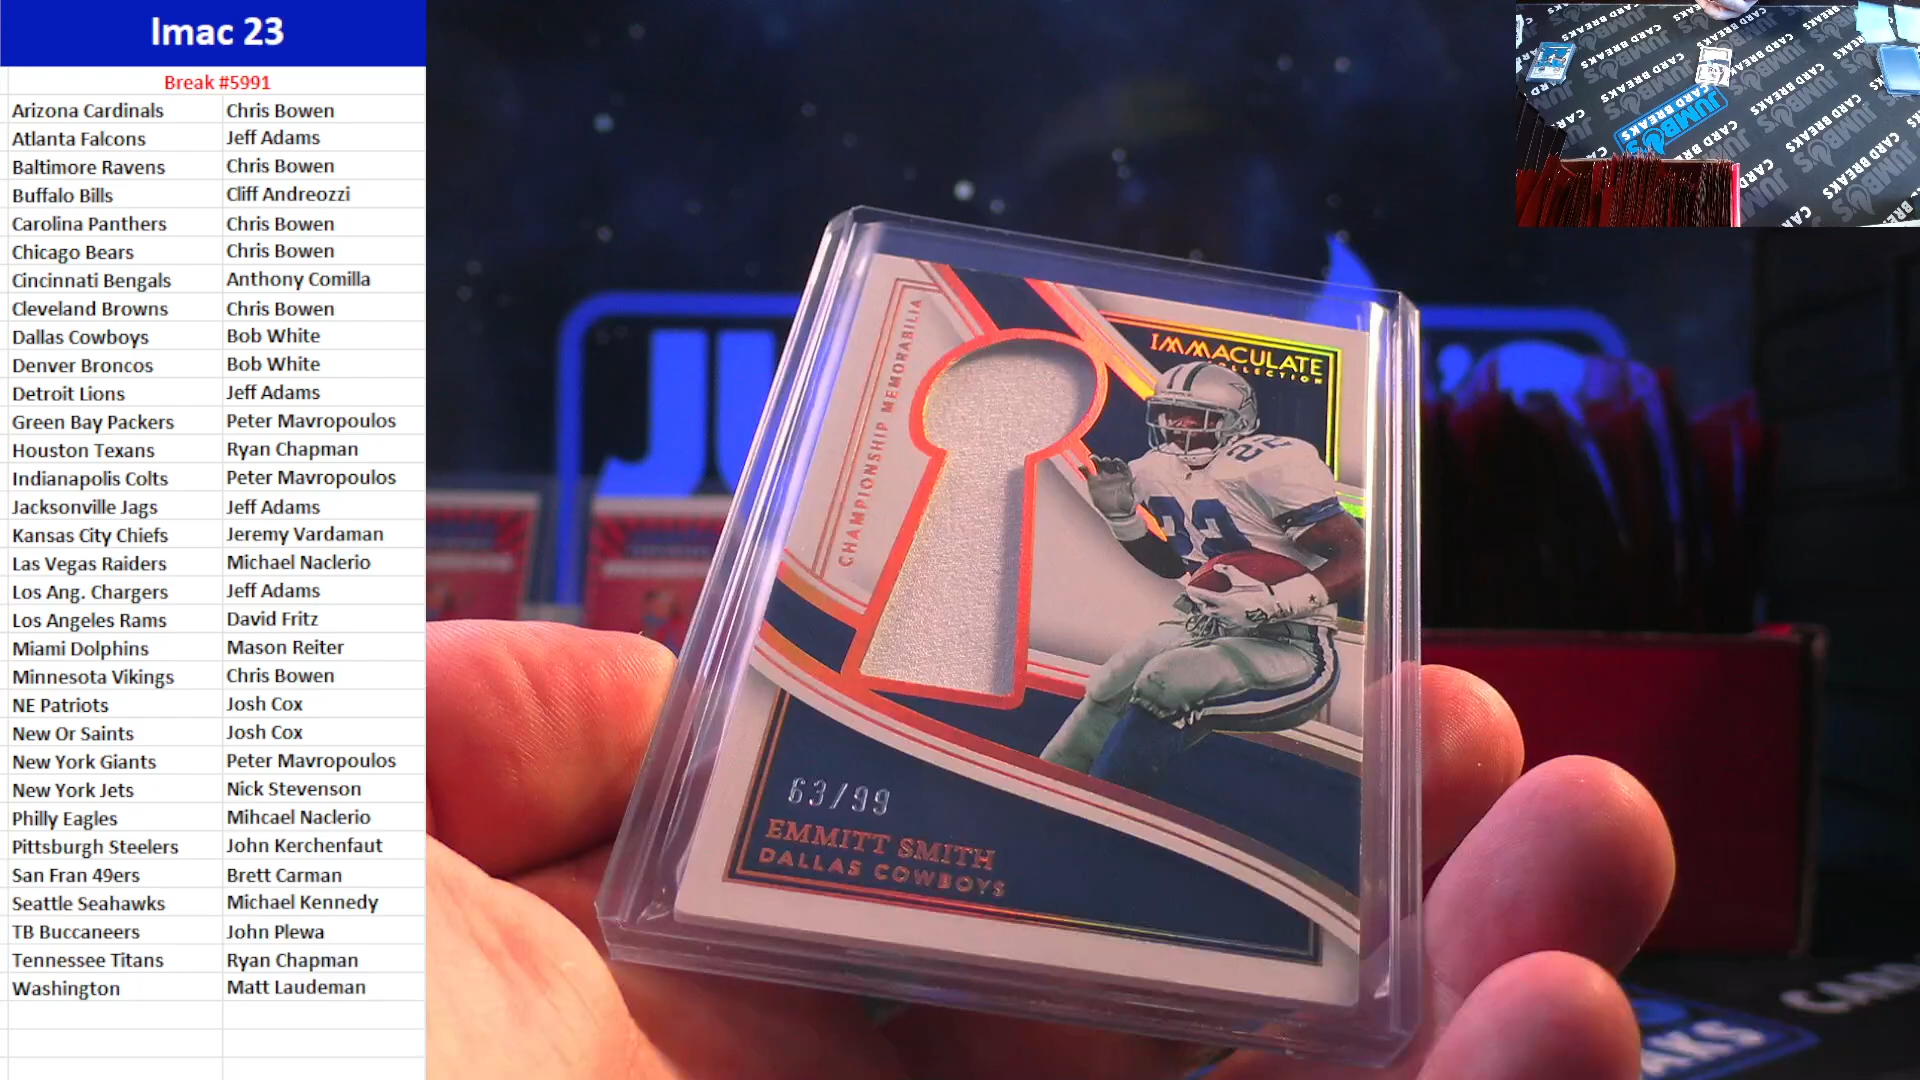 Imac 23
Break #5991
Arizona Cardinals Chris Bowen
Atlanta Falcons Jeff Adams
Baltimore Ravens Chris Bowen
Buffalo Bills Cliff Andreozzi
Carolina Panthers Chris Bowen
Chicago Bears Chris Bowen
Cincinnati Bengals Anthony Comilla
Cleveland Browns Chris Bowen
Dallas Cowboys Bob White
Denver Broncos Bob White
Detroit Lions Jeff Adams
Green Bay Packers Peter Mavropoulos
Houston Texans Ryan Chapman
Indianapolis Colts Peter Mavropoulos
Jacksonville Jags Jeff Adams
Kansas City Chiefs Jeremy Vardaman
Las Vegas Raiders Michael Naclerio
Los Ang. Chargers Jeff Adams
Los Angeles Rams David Fritz
Miami Dolphins Mason Reiter
Minnesota Vikings Chris Bowen
NE Patriots Josh Cox
New Or Saints Josh Cox
New York Giants Peter Mavropoulos
New York Jets Nick Stevenson
Philly Eagles Mihcael Naclerio
Pittsburgh Steelers John Kerchenfaut
San Fran 49ers Brett Carman
Seattle Seahawks Michael Kennedy
TB Buccaneers John Plewa
Tennessee Titans Ryan Chapman
Washington Matt Laudeman
IMMACULATE
COLLECTION
CHAMPIONSHIP MEMORABILIA
22
22
63/99
EMMITT SMITH
DALLAS COWBOYS
JUMBO'S
CARD BREAKS